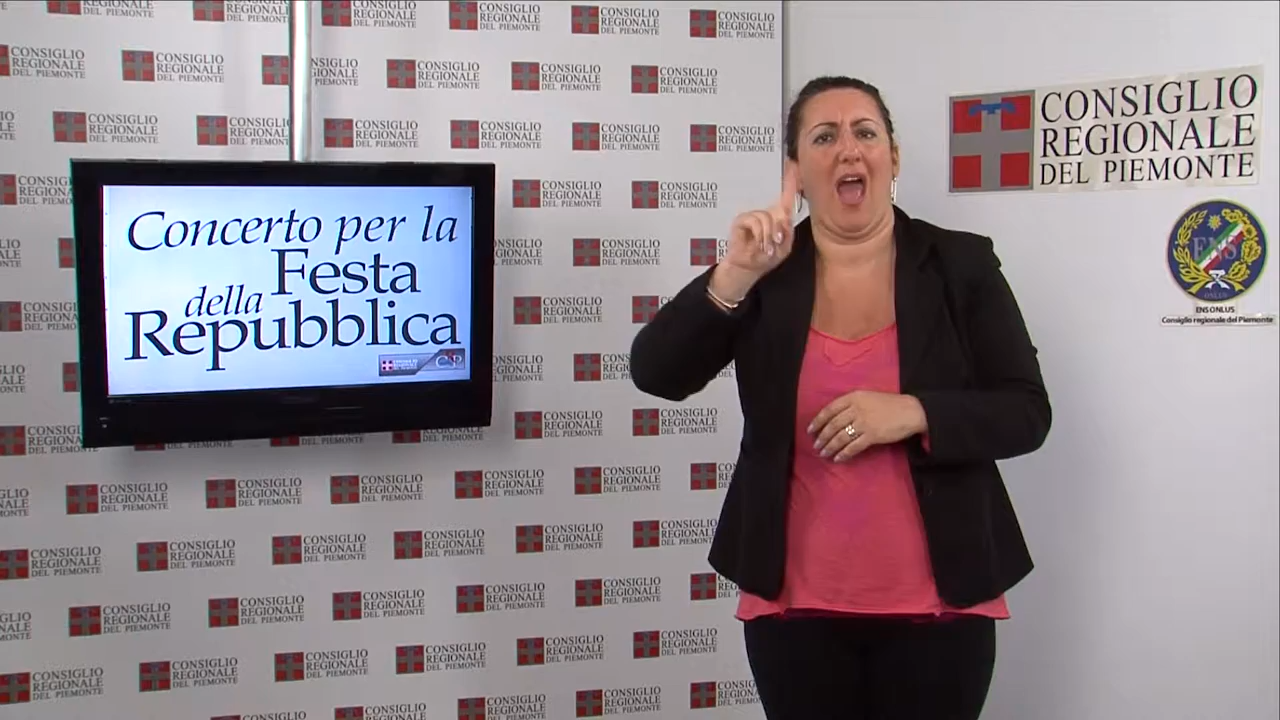 Concerto per la
Festa
della
Repubblica
CONSIGLIO
REGIONALE
DEL PIEMONTE
ENS
ENS ONLUS
Consiglio regionale del Piemonte
CONSIGLIO
REGIONALE
DEL PIEMONTE